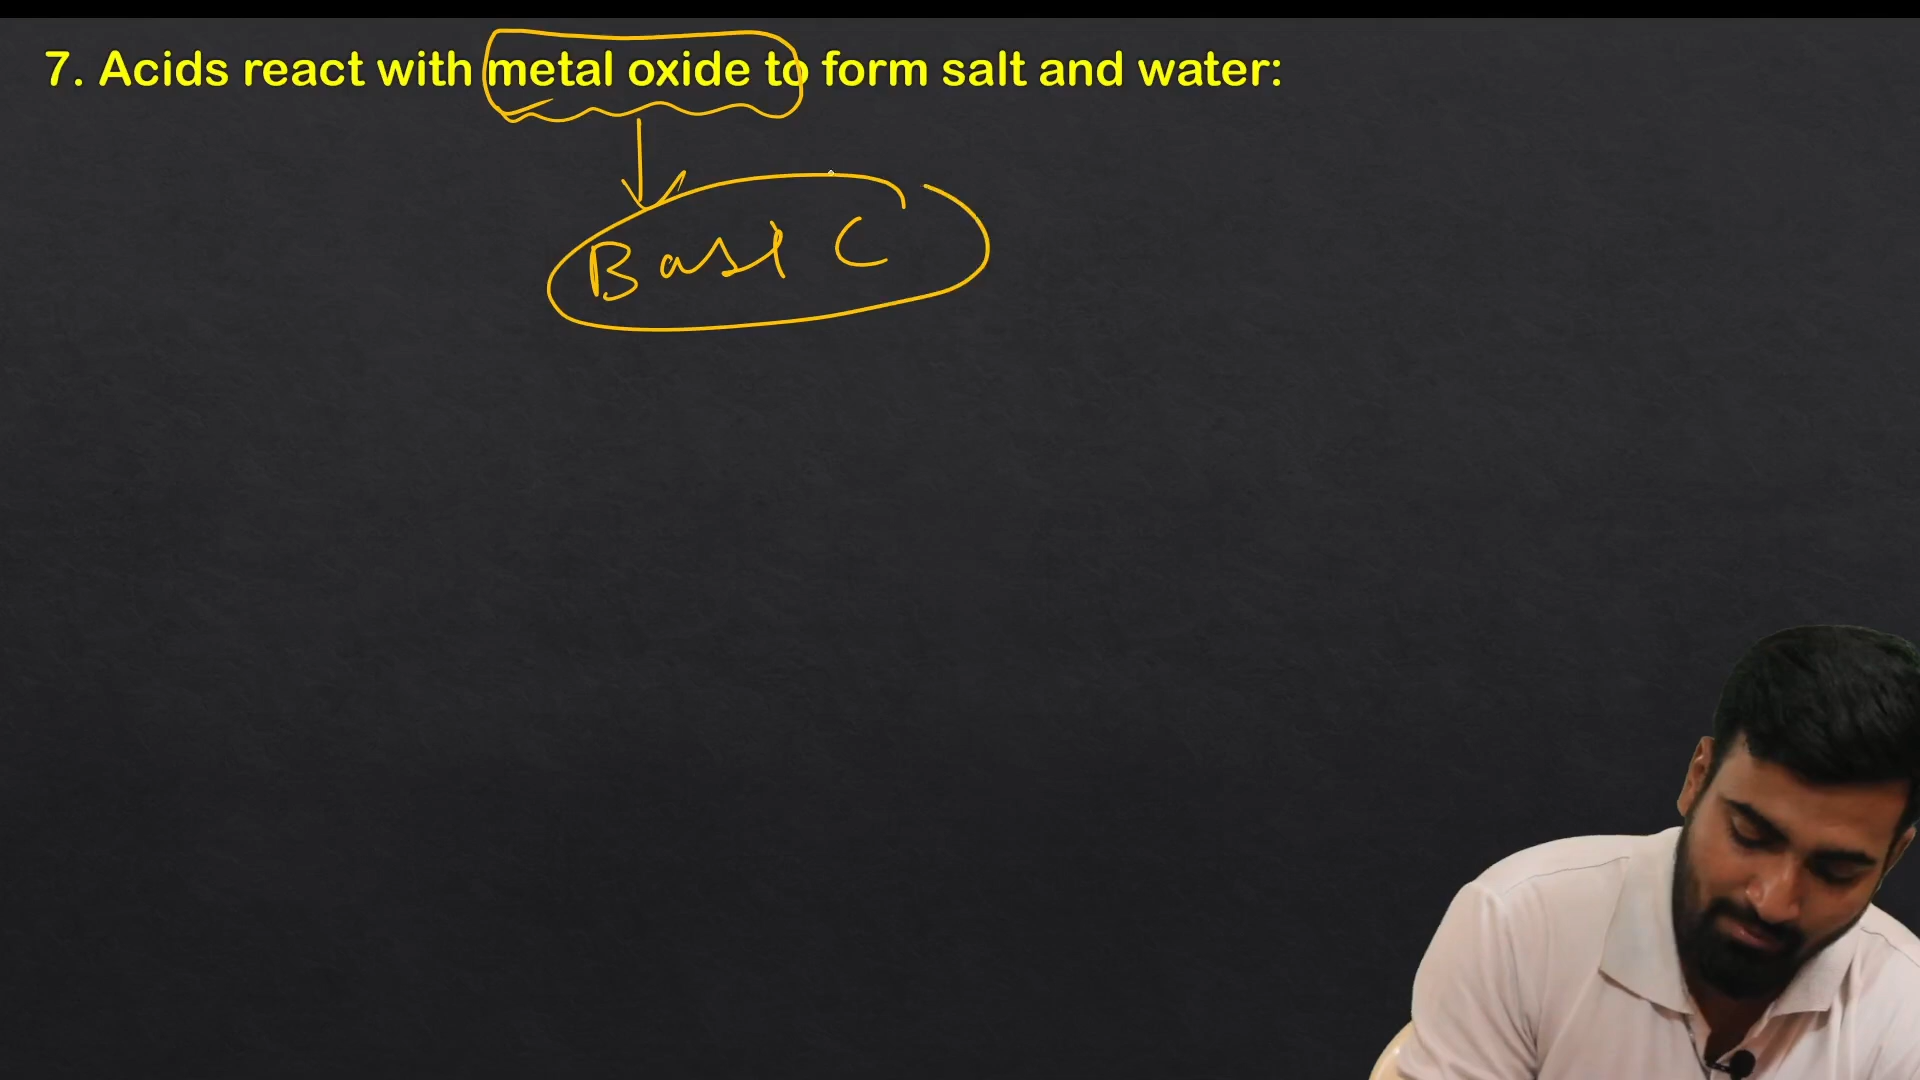 7. Acids react with metal oxide to form salt and water:
Basic